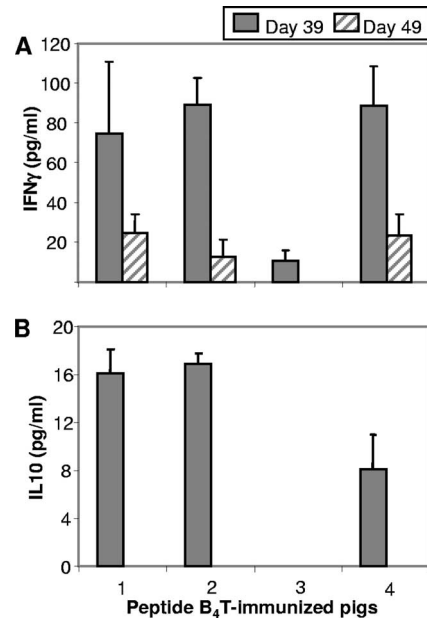 Day 39 Day 49
A
120
100
80
60
40
20
IFNγ (pg/ml)
B
20
16
12
8
4
0
IL10 (pg/ml)
1 2 3 4
Peptide B₄T-immunized pigs